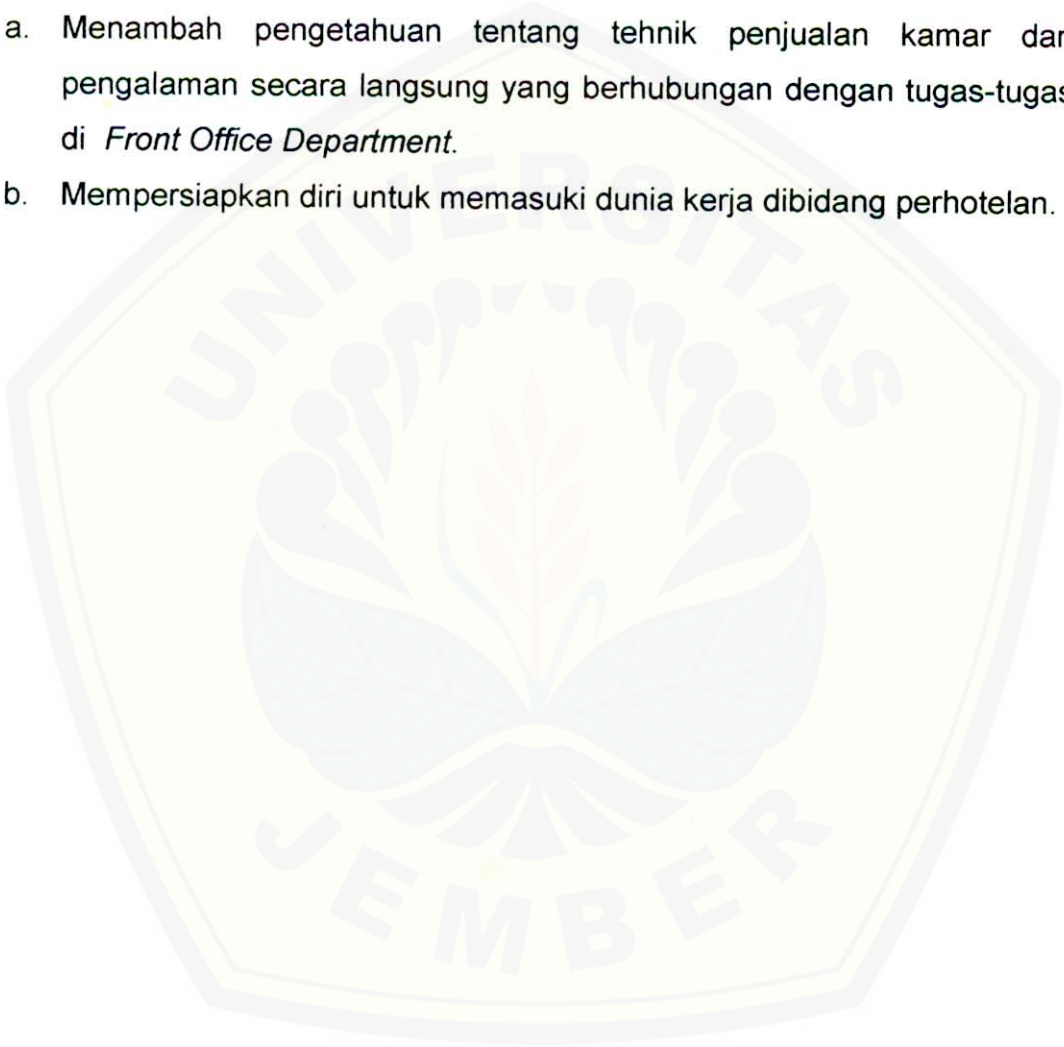 a. Menambah pengetahuan tentang tehnik penjualan kamar dan
pengalaman secara langsung yang berhubungan dengan tugas-tugas
di Front Office Department.
b. Mempersiapkan diri untuk memasuki dunia kerja dibidang perhotelan.
UNIVERSITAS
JEMBER